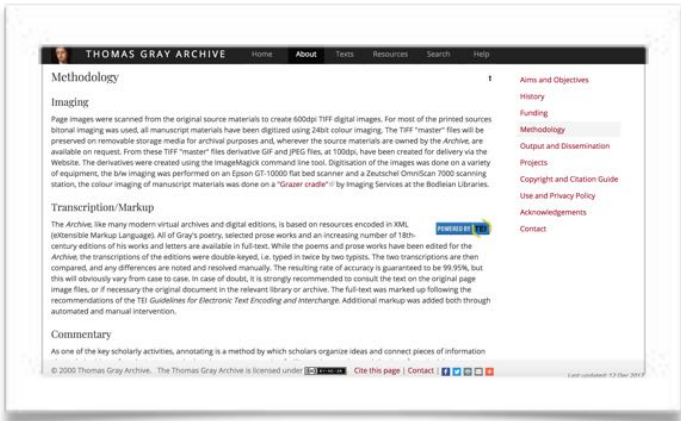 THOMAS GRAY ARCHIVE Home About Texts Resources Search Help
Methodology
Imaging
Page images were scanned from the original source materials to create 600dpi TIFF digital images. For most of the printed sources
bitonal imaging was used, all manuscript materials have been digitized using 24bit colour imaging. The TIFF "master" files will be
preserved on removable storage media for archival purposes and, wherever the source materials are owned by the Archive, are
available on request. From these TIFF "master" files derivative GIF and JPEG files, at 100dpi, have been created for delivery via the
Website. The derivatives were created using the ImageMagick command line tool. Digitisation of the images was done on a variety
of equipment, the b/w imaging was performed on an Epson GT-10000 flat bed scanner and a Zeutschel OmniScan 7000 scanning
station, the colour imaging of manuscript materials was done on a "Grazer cradle" by Imaging Services at the Bodleian Libraries.
Transcription/Markup
The Archive, like many modern virtual archives and digital editions, is based on resources encoded in XML
(eXtensible Markup Language). All of Gray's poetry, selected prose works and an increasing number of 18th-
century editions of his works and letters are available in full-text. While the poems and prose works have been edited for the
Archive, the transcriptions of the editions were double-keyed, i.e. typed in twice by two typists. The two transcriptions are then
compared, and any differences are noted and resolved manually. The resulting rate of accuracy is guaranteed to be 99.95%, but
this will obviously vary from case to case. In case of doubt, it is strongly recommended to consult the text on the original page
image files, or if necessary the original document in the relevant library or archive. The full-text was marked up following the
recommendations of the TEI Guidelines for Electronic Text Encoding and Interchange. Additional markup was added both through
automated and manual intervention.
POWERED BY TEI
Commentary
As one of the key scholarly activities, annotating is a method by which scholars organize ideas and connect pieces of information
© 2000 Thomas Gray Archive. The Thomas Gray Archive is licensed under Cite this page | Contact |
Last updated: 12 Dec 2017
Aims and Objectives
History
Funding
Methodology
Output and Dissemination
Projects
Copyright and Citation Guide
Use and Privacy Policy
Acknowledgements
Contact